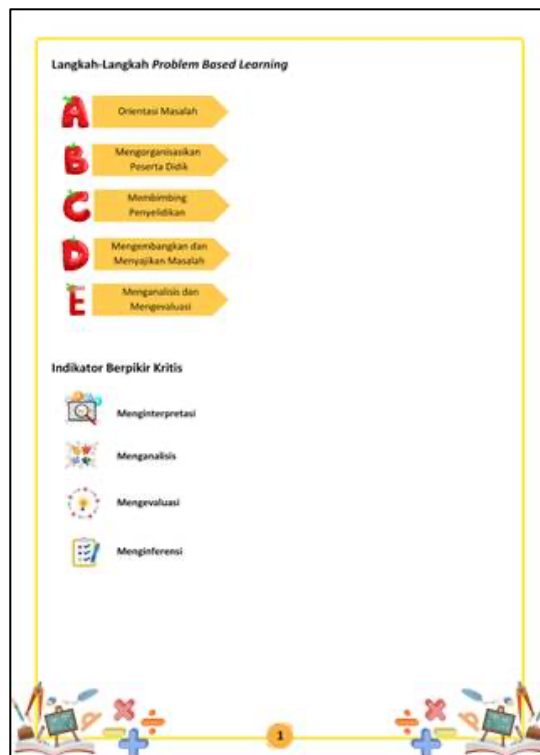 Langkah-Langkah Problem Based Learning
A
Orientasi Masalah
B
Mengorganisasikan
Peserta Didik
C
Membimbing
Penyelidikan
D
Mengembangkan dan
Menyajikan Masalah
E
Menganalisis dan
Mengevaluasi
Indikator Berpikir Kritis
Menginterpretasi
Menganalisis
Mengevaluasi
Menginferensi
1